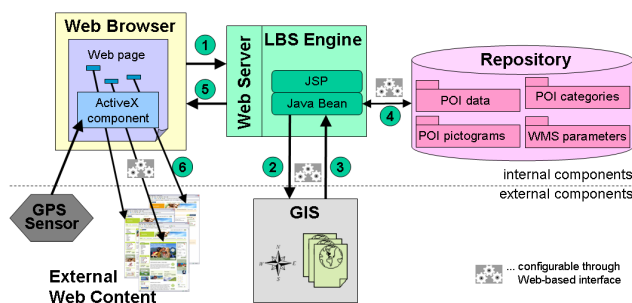 Web Browser
Web page
ActiveX
component
1
5
Web Server
LBS Engine
JSP
Java Bean
4
Repository
POI data
POI categories
POI pictograms
WMS parameters
6
2
3
internal components
external components
GPS
Sensor
GIS
N
W
E
S
External
Web Content
... configurable through
Web-based interface